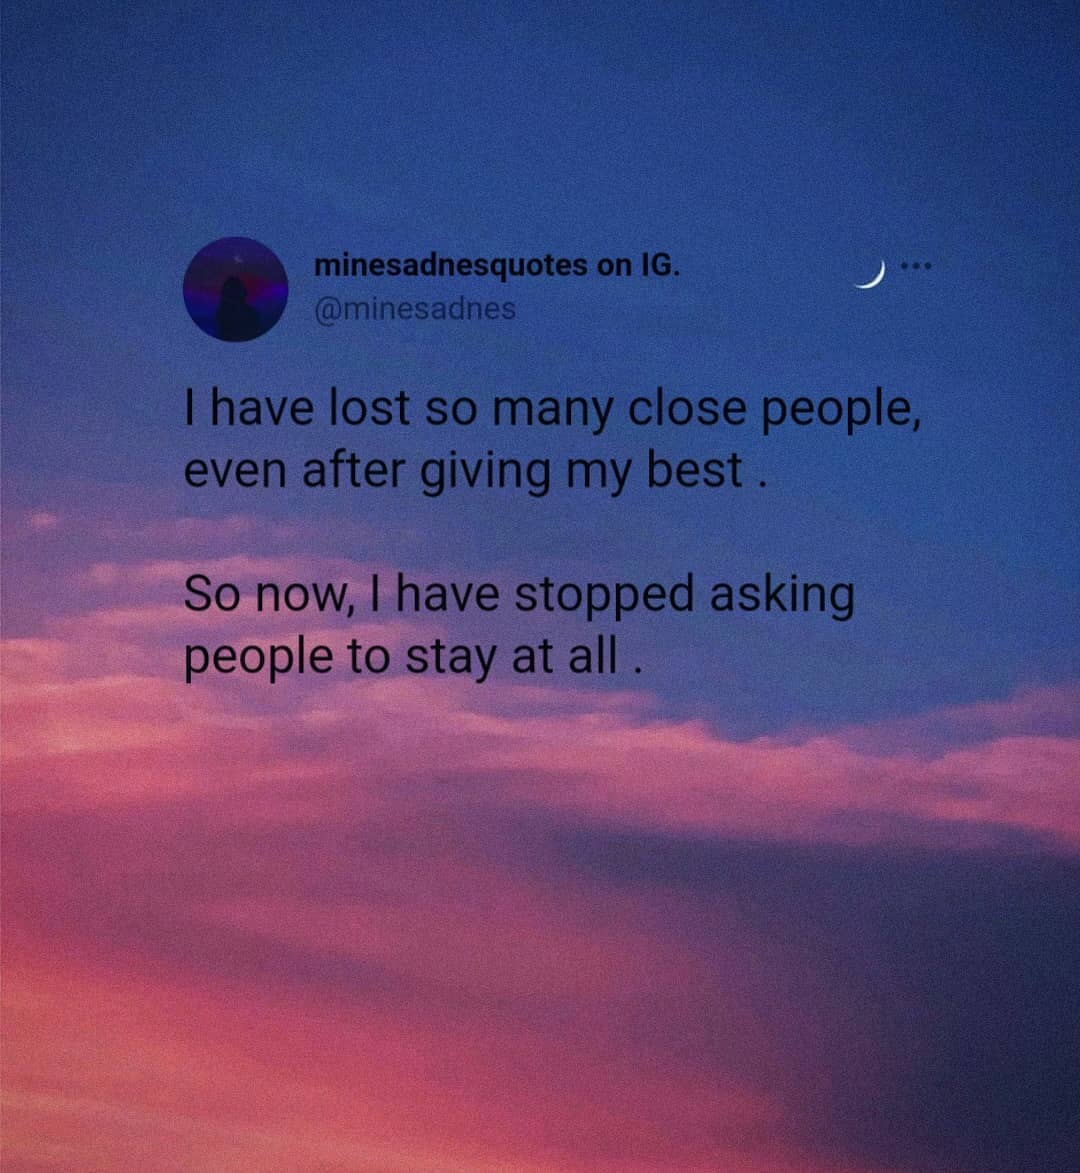 minesadnesquotes on IG.
@minesadnes
I have lost so many close people,
even after giving my best .
So now, I have stopped asking
people to stay at all .